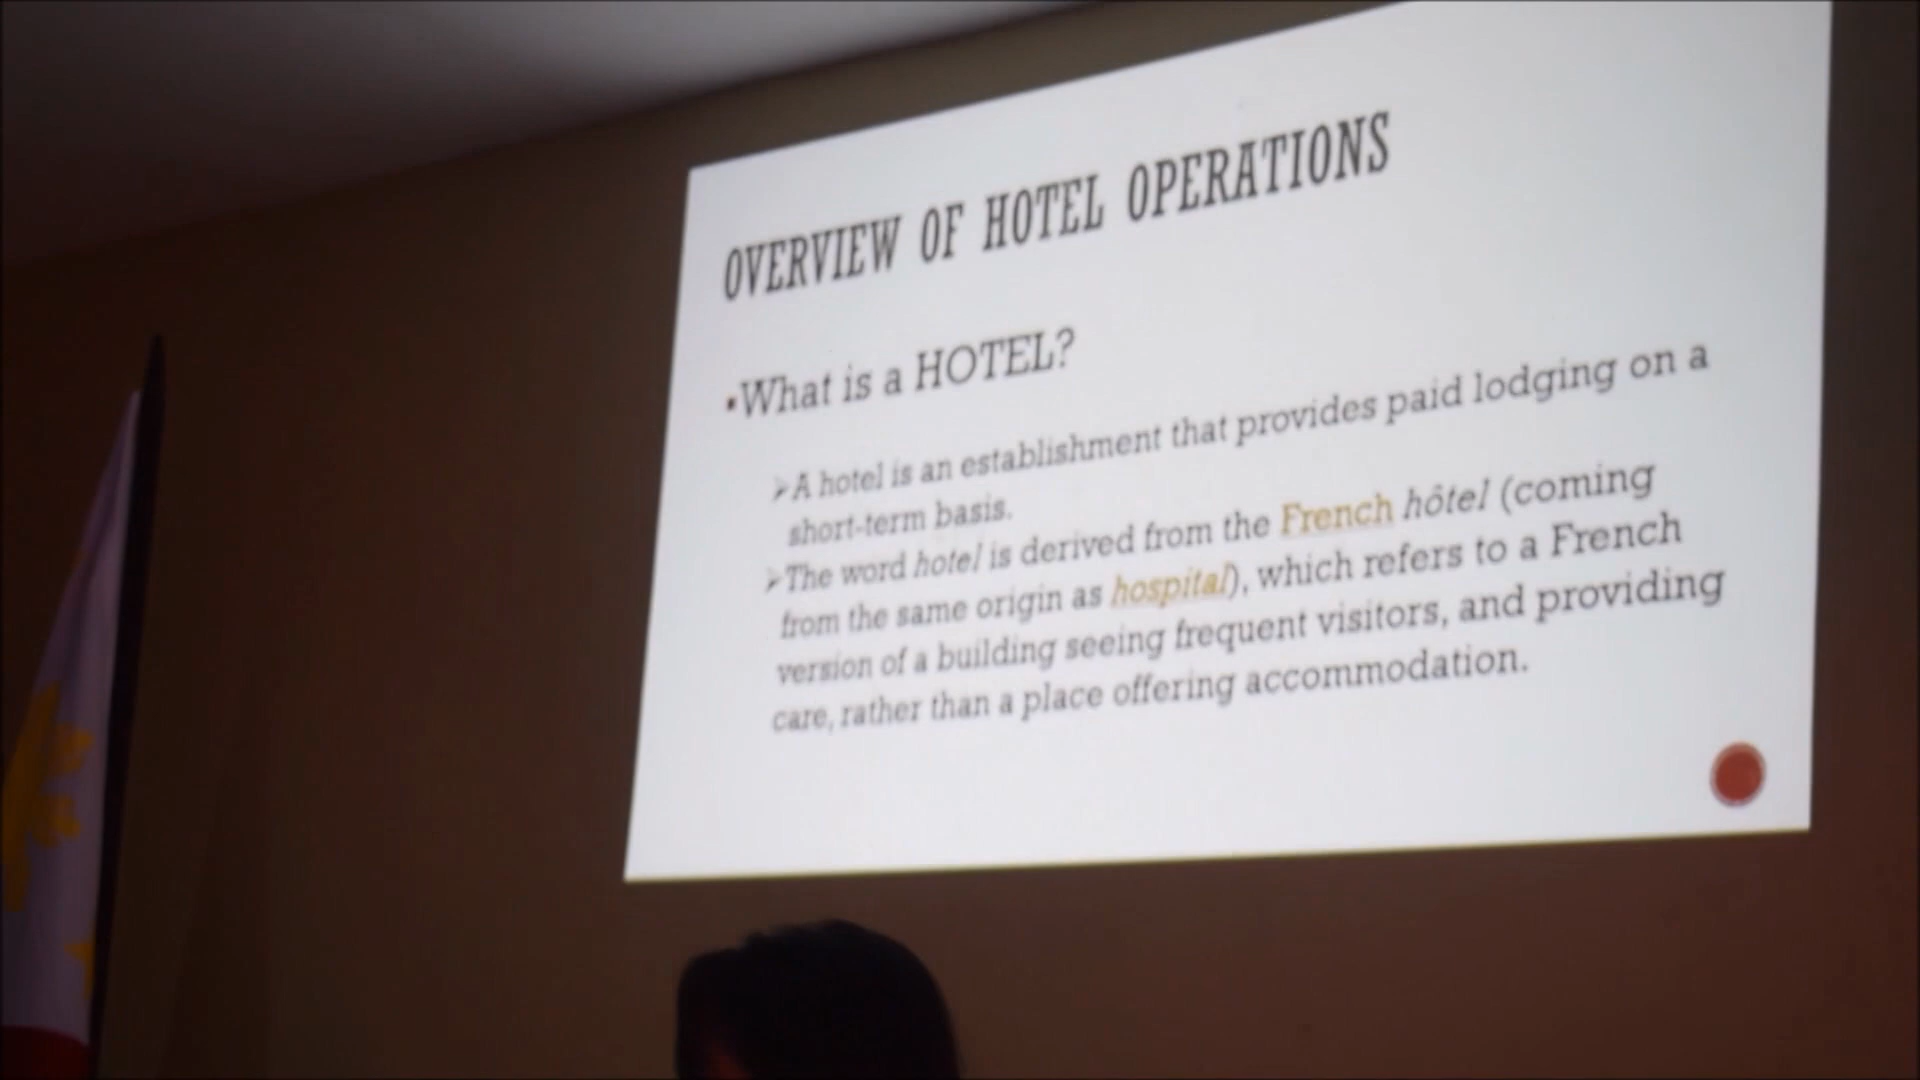 OVERVIEW OF HOTEL OPERATIONS
▪What is a HOTEL?
➢A hotel is an establishment that provides paid lodging on a
short-term basis.
➢The word hotel is derived from the French hôtel (coming
from the same origin as hospital), which refers to a French
version of a building seeing frequent visitors, and providing
care, rather than a place offering accommodation.